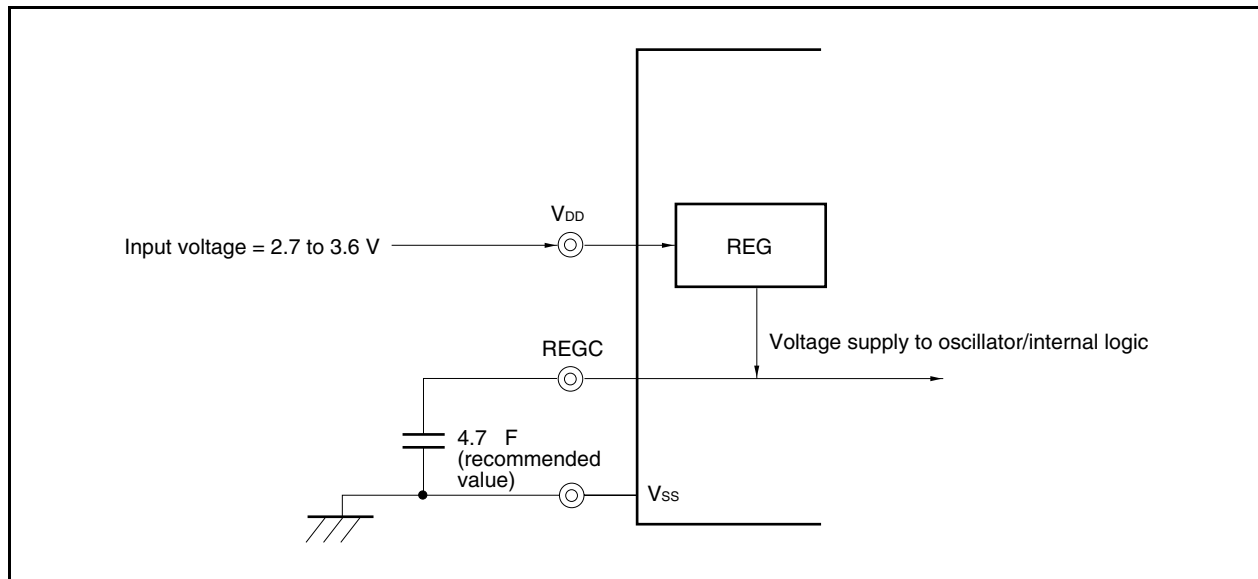 VDD
Input voltage = 2.7 to 3.6 V
REG
Voltage supply to oscillator/internal logic
REGC
4.7 F
(recommended
value)
VSS